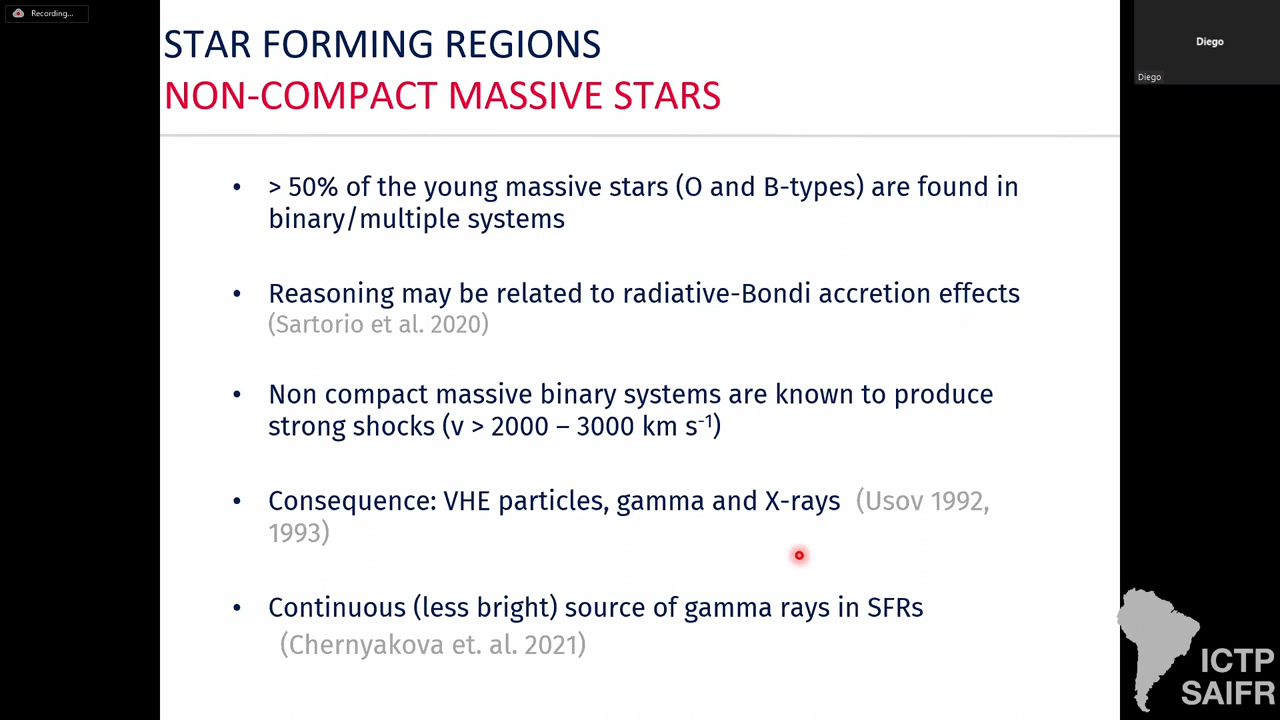 Recording...
STAR FORMING REGIONS
NON-COMPACT MASSIVE STARS
Diego
Diego
• > 50% of the young massive stars (O and B-types) are found in
binary/multiple systems
• Reasoning may be related to radiative-Bondi accretion effects
(Sartorio et al. 2020)
• Non compact massive binary systems are known to produce
strong shocks (v > 2000 – 3000 km s⁻¹)
• Consequence: VHE particles, gamma and X-rays (Usov 1992,
1993)
• Continuous (less bright) source of gamma rays in SFRs
(Chernyakova et. al. 2021)
ICTP
SAIFR